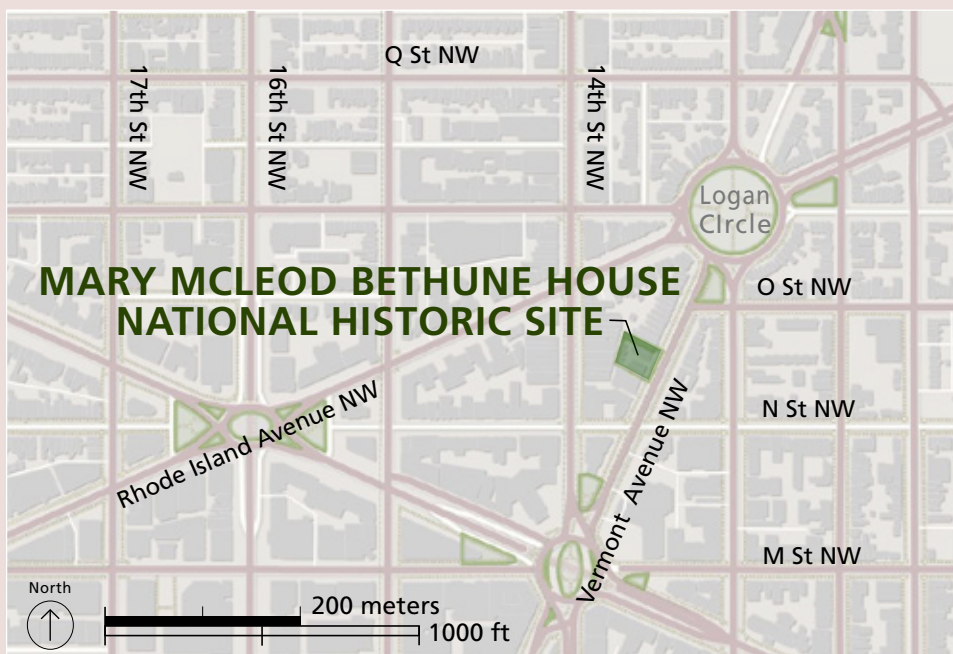 Q St NW
17th St NW
16th St NW
14th St NW
Logan
CIrcle
MARY MCLEOD BETHUNE HOUSE
NATIONAL HISTORIC SITE
O St NW
N St NW
Rhode Island Avenue NW
Vermont Avenue NW
M St NW
North
200 meters
1000 ft